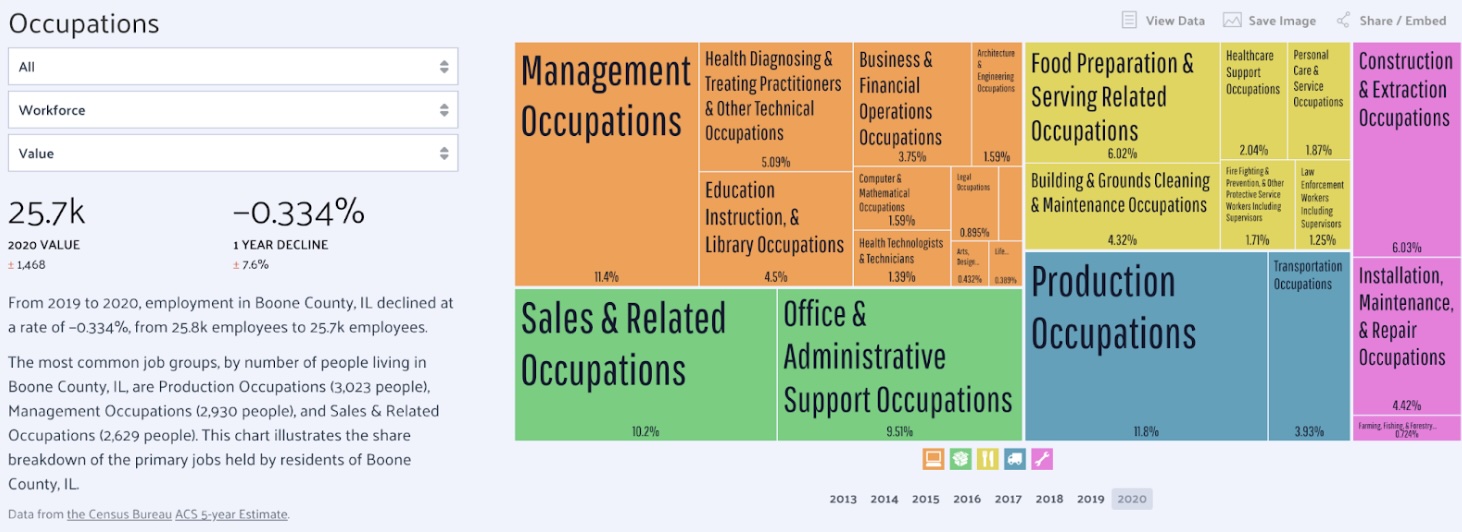 Occupations
All
Workforce
Value
25.7k
2020 VALUE
± 1,468
−0.334%
1 YEAR DECLINE
± 7.6%
From 2019 to 2020, employment in Boone County, IL declined at
a rate of −0.334%, from 25.8k employees to 25.7k employees.
The most common job groups, by number of people living in
Boone County, IL, are Production Occupations (3,023 people),
Management Occupations (2,930 people), and Sales & Related
Occupations (2,629 people). This chart illustrates the share
breakdown of the primary jobs held by residents of Boone
County, IL.
Data from the Census Bureau ACS 5-year Estimate.
View Data
Save Image
Share / Embed
Management
Occupations
11.4%
Health Diagnosing &
Treating Practitioners
& Other Technical
Occupations
5.09%
Education
Instruction, &
Library Occupations
4.5%
Business &
Financial
Operations
Occupations
3.75%
Architecture
&
Engineering
Occupations
1.59%
Computer &
Mathematical
Occupations
1.59%
Health Technologists
& Technicians
1.39%
Legal
Occupations
0.895%
Arts,
Design...
0.432%
Life...
0.389%
Sales & Related
Occupations
10.2%
Office &
Administrative
Support Occupations
9.51%
Food Preparation &
Serving Related
Occupations
6.02%
Healthcare
Support
Occupations
2.04%
Personal
Care &
Service
Occupations
1.87%
Building & Grounds Cleaning
& Maintenance Occupations
4.32%
Fire Fighting &
Prevention, & Other
Protective Service
Workers Including
Supervisors
1.71%
Law
Enforcement
Workers
Including
Supervisors
1.25%
Production
Occupations
11.8%
Transportation
Occupations
3.93%
Construction
& Extraction
Occupations
6.03%
Installation,
Maintenance,
& Repair
Occupations
4.42%
Farming, Fishing, & Forestry...
0.724%
2013 2014 2015 2016 2017 2018 2019 2020